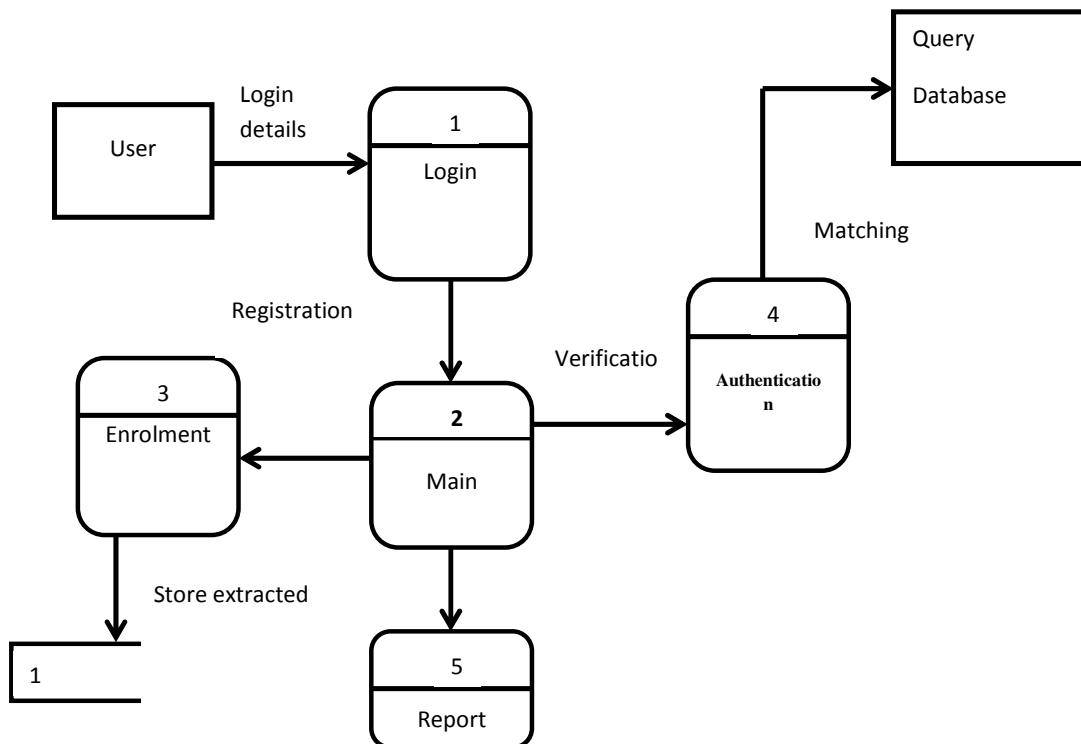 Query
Database
Login
details
User
1
Login
Matching
Registration
4
Verificatio
Authenticatio
n
3
Enrolment
2
Main
Store extracted
1
5
Report